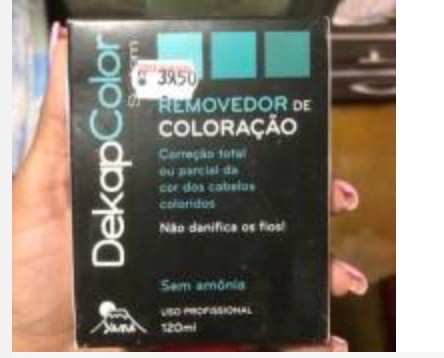 DekapColor
39,50
REMOVEDOR DE
COLORAÇÃO
Correção total
ou parcial da
cor dos cabelos
coloridos
Não danifica os fios!
Sem amônia
USO PROFISSIONAL
120ml
YAMÁ